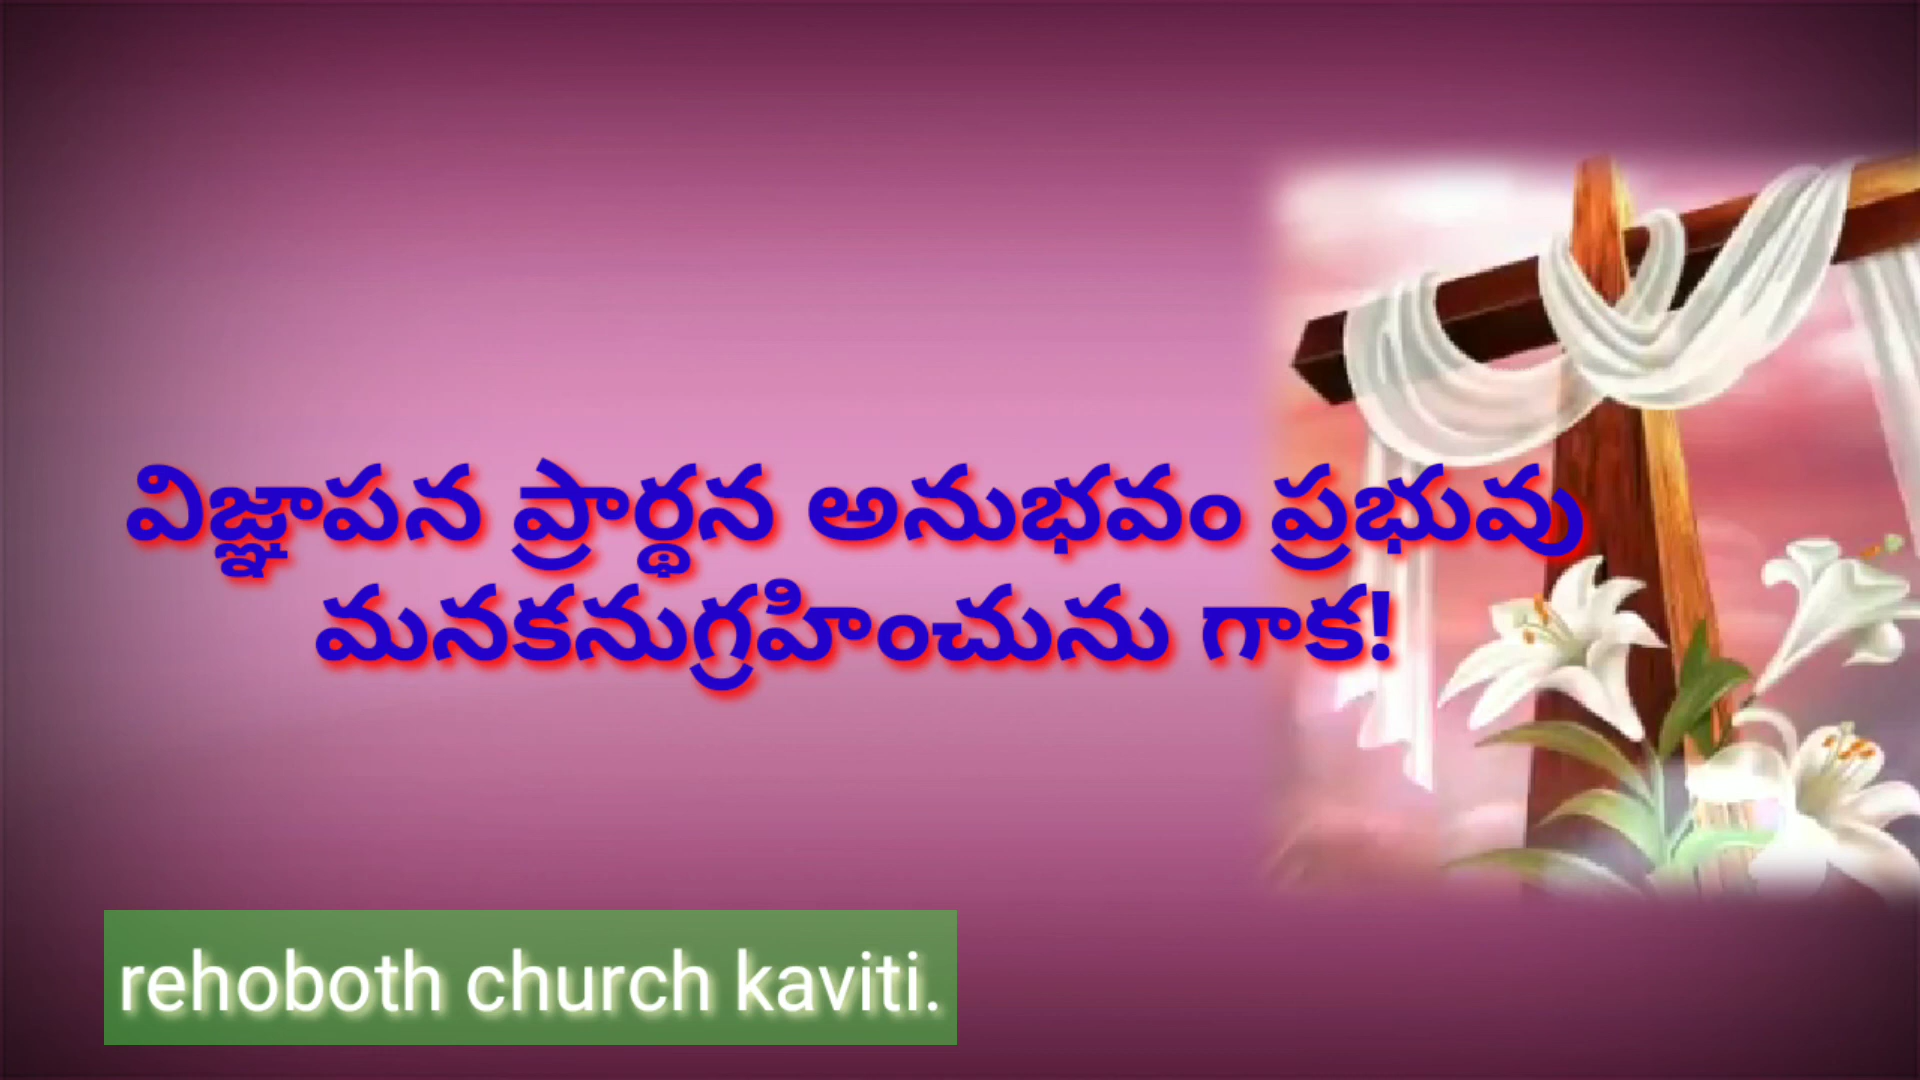 విజ్ఞాపన ప్రార్థన అనుభవం ప్రభువు
మనకనుగ్రహించును గాక!
rehoboth church kaviti.